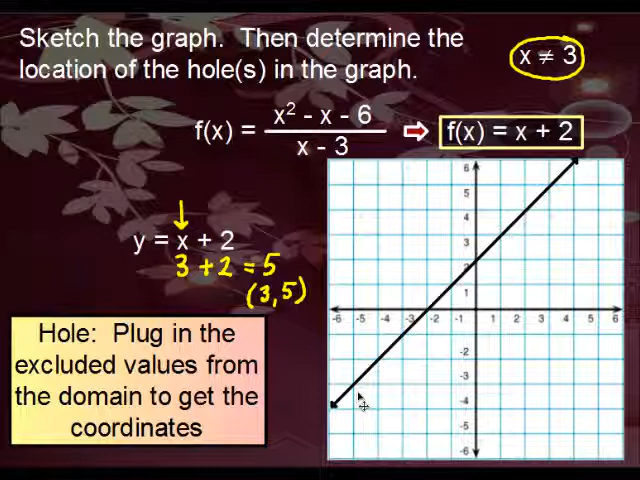 Sketch the graph. Then determine the
location of the hole(s) in the graph.
x ≠ 3
f(x) = x² - x - 6
x - 3
⇨ f(x) = x + 2
y = x + 2
3 + 2 = 5
(3, 5)
Hole: Plug in the
excluded values from
the domain to get the
coordinates
6
5
4
3
2
1
-6 -5 -4 -3 -2 -1 1 2 3 4 5 6
-2
-3
-4
-5
-6